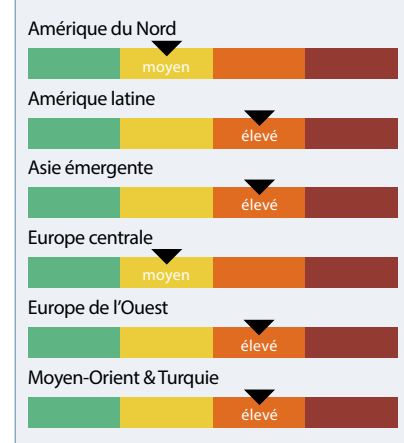 Amérique du Nord
moyen
Amérique latine
élevé
Asie émergente
élevé
Europe centrale
moyen
Europe de l'Ouest
élevé
Moyen-Orient & Turquie
élevé